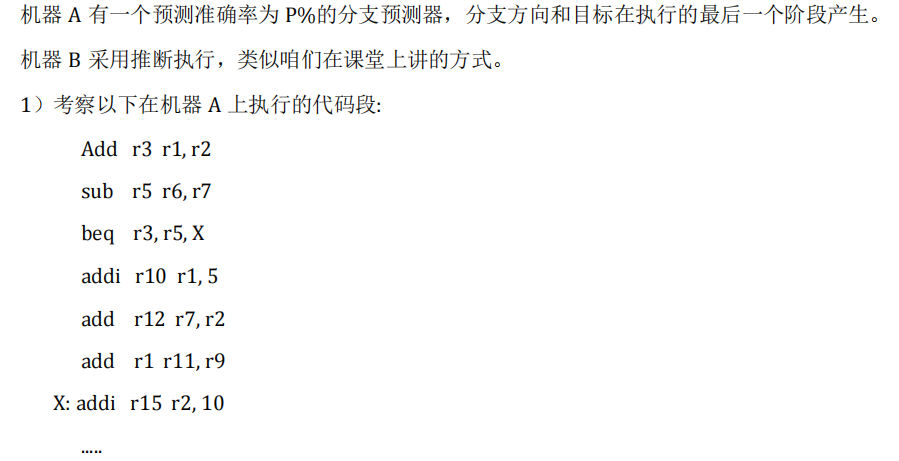 机器 A 有一个预测准确率为 P%的分支预测器，分支方向和目标在执行的最后一个阶段产生。
机器 B 采用推断执行，类似咱们在课堂上讲的方式。
1）考察以下在机器 A 上执行的代码段:
Add r3 r1, r2
sub r5 r6, r7
beq r3, r5, X
addi r10 r1, 5
add r12 r7, r2
add r1 r11, r9
X: addi r15 r2, 10
.....